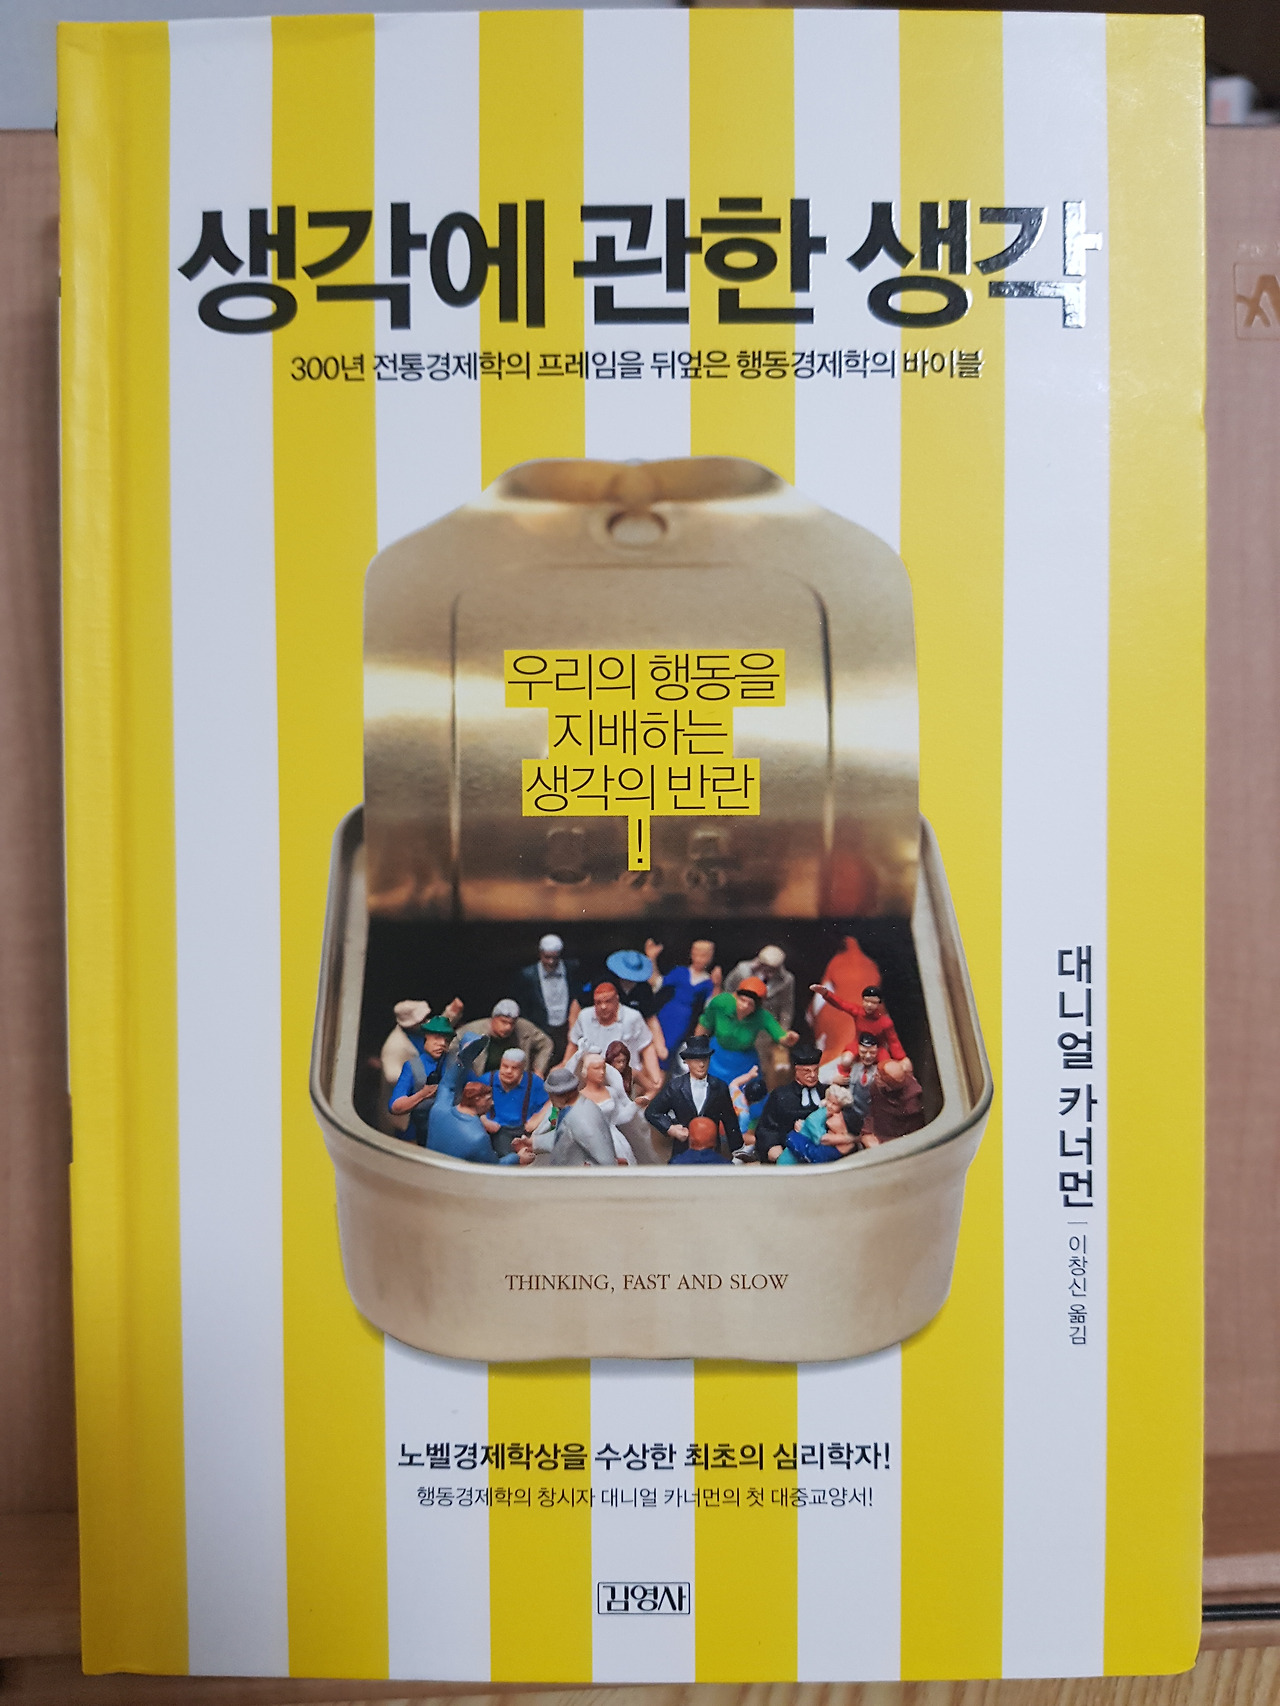 생각에 관한 생각
300년 전통경제학의 프레임을 뒤엎은 행동경제학의 바이블
우리의 행동을
지배하는
생각의 반란
!
대니얼 카너먼 | 이창신 옮김
THINKING, FAST AND SLOW
노벨경제학상을 수상한 최초의 심리학자!
행동경제학의 창시자 대니얼 카너먼의 첫 대중교양서!
김영사